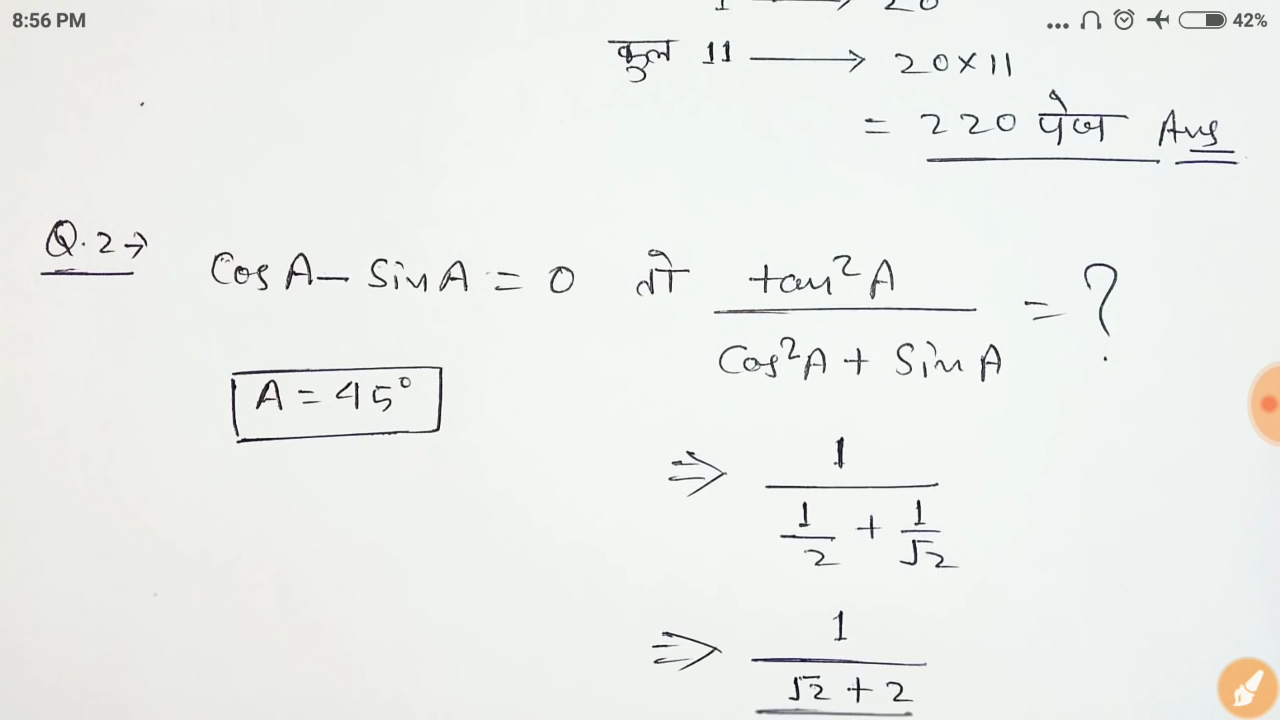 8:56 PM ... 42%
कुल 11 ⟶ 20×11
= 220 पेज Ans
Q.2→ Cos A − Sin A = 0 तो tan²A / Cos²A + Sin A = ?
A = 45°
⇒ 1 / 1/2 + 1/√2
⇒ 1 / √2 + 2